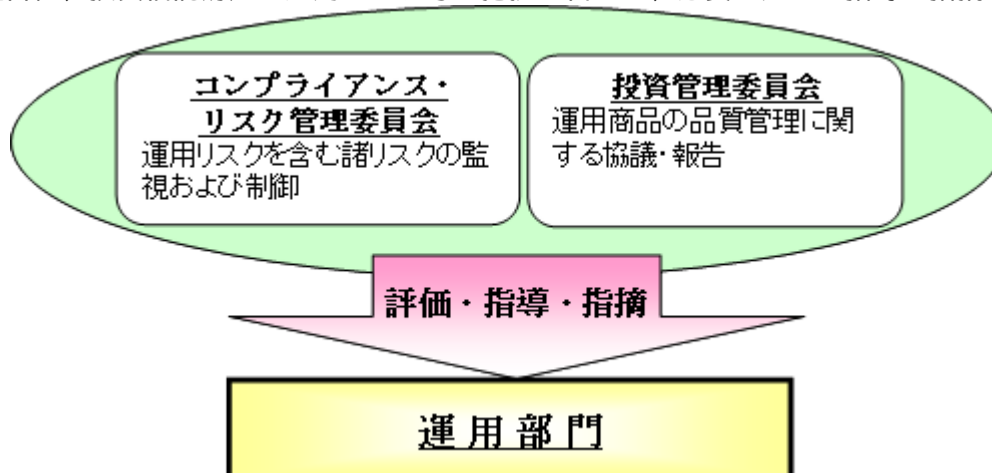 コンプライアンス・
リスク管理委員会
運用リスクを含む諸リスクの監
視および制御
投資管理委員会
運用商品の品質管理に関
する協議・報告
評価・指導・指摘
運用部門